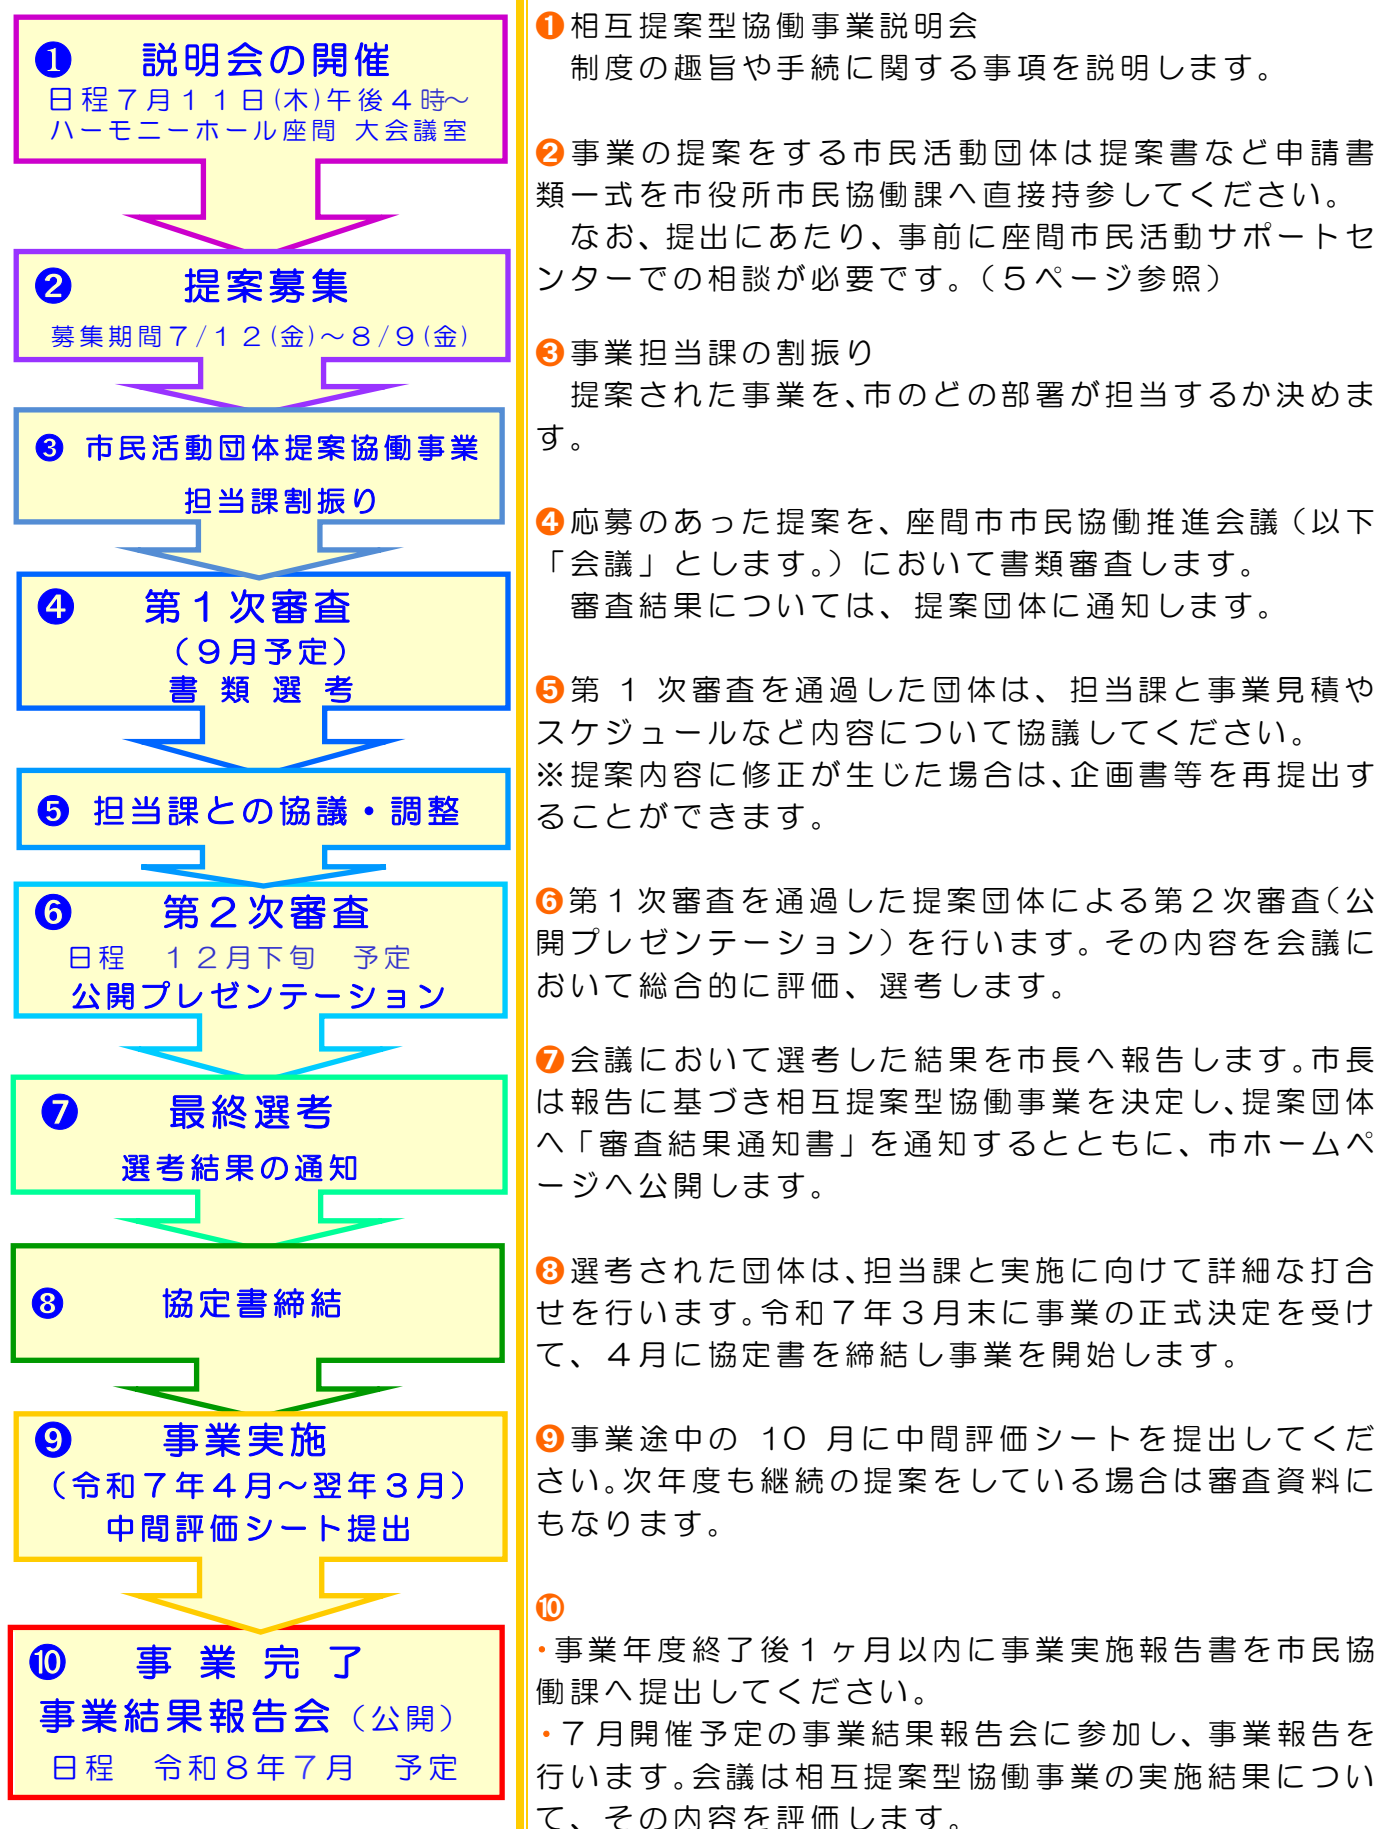 ❶ 説明会の開催
日程７月１１日(木)午後４時～
ハーモニーホール座間 大会議室
❷ 提案募集
募集期間７/１２(金)～８/９(金)
❸ 市民活動団体提案協働事業
担当課割振り
❹ 第１次審査
（９月予定）
書類選考
❺ 担当課との協議・調整
❻ 第２次審査
日程　１２月下旬　予定
公開プレゼンテーション
❼ 最終選考
選考結果の通知
❽ 協定書締結
❾ 事業実施
（令和７年４月～翌年３月）
中間評価シート提出
❿ 事業完了
事業結果報告会（公開）
日程　令和８年７月　予定
❶相互提案型協働事業説明会
　制度の趣旨や手続に関する事項を説明します。
❷事業の提案をする市民活動団体は提案書など申請書
類一式を市役所市民協働課へ直接持参してください。
　なお、提出にあたり、事前に座間市民活動サポートセ
ンターでの相談が必要です。（５ページ参照）
❸事業担当課の割振り
　提案された事業を、市のどの部署が担当するか決めま
す。
❹応募のあった提案を、座間市市民協働推進会議（以下
「会議」とします。）において書類審査します。
　審査結果については、提案団体に通知します。
❺第 1 次審査を通過した団体は、担当課と事業見積や
スケジュールなど内容について協議してください。
※提案内容に修正が生じた場合は、企画書等を再提出す
ることができます。
❻第１次審査を通過した提案団体による第２次審査（公
開プレゼンテーション）を行います。その内容を会議に
おいて総合的に評価、選考します。
❼会議において選考した結果を市長へ報告します。市長
は報告に基づき相互提案型協働事業を決定し、提案団体
へ「審査結果通知書」を通知するとともに、市ホームペ
ージへ公開します。
❽選考された団体は、担当課と実施に向けて詳細な打合
せを行います。令和７年３月末に事業の正式決定を受け
て、４月に協定書を締結し事業を開始します。
❾事業途中の 10 月に中間評価シートを提出してくだ
さい。次年度も継続の提案をしている場合は審査資料に
もなります。
❿
・事業年度終了後１ヶ月以内に事業実施報告書を市民協
働課へ提出してください。
・７月開催予定の事業結果報告会に参加し、事業報告を
行います。会議は相互提案型協働事業の実施結果につい
て、その内容を評価します。